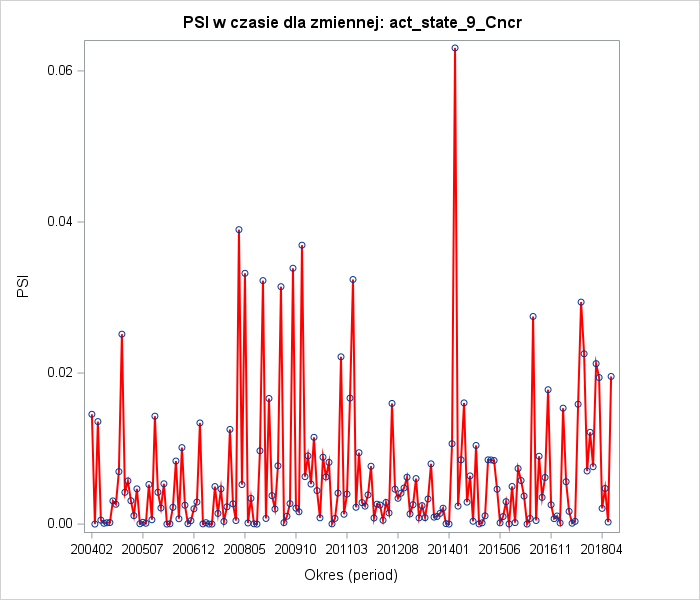 PSI w czasie dla zmiennej: act_state_9_Cncr
0.06
0.04
0.02
0.00
PSI
200402 200507 200612 200805 200910 201103 201208 201401 201506 201611 201804
Okres (period)